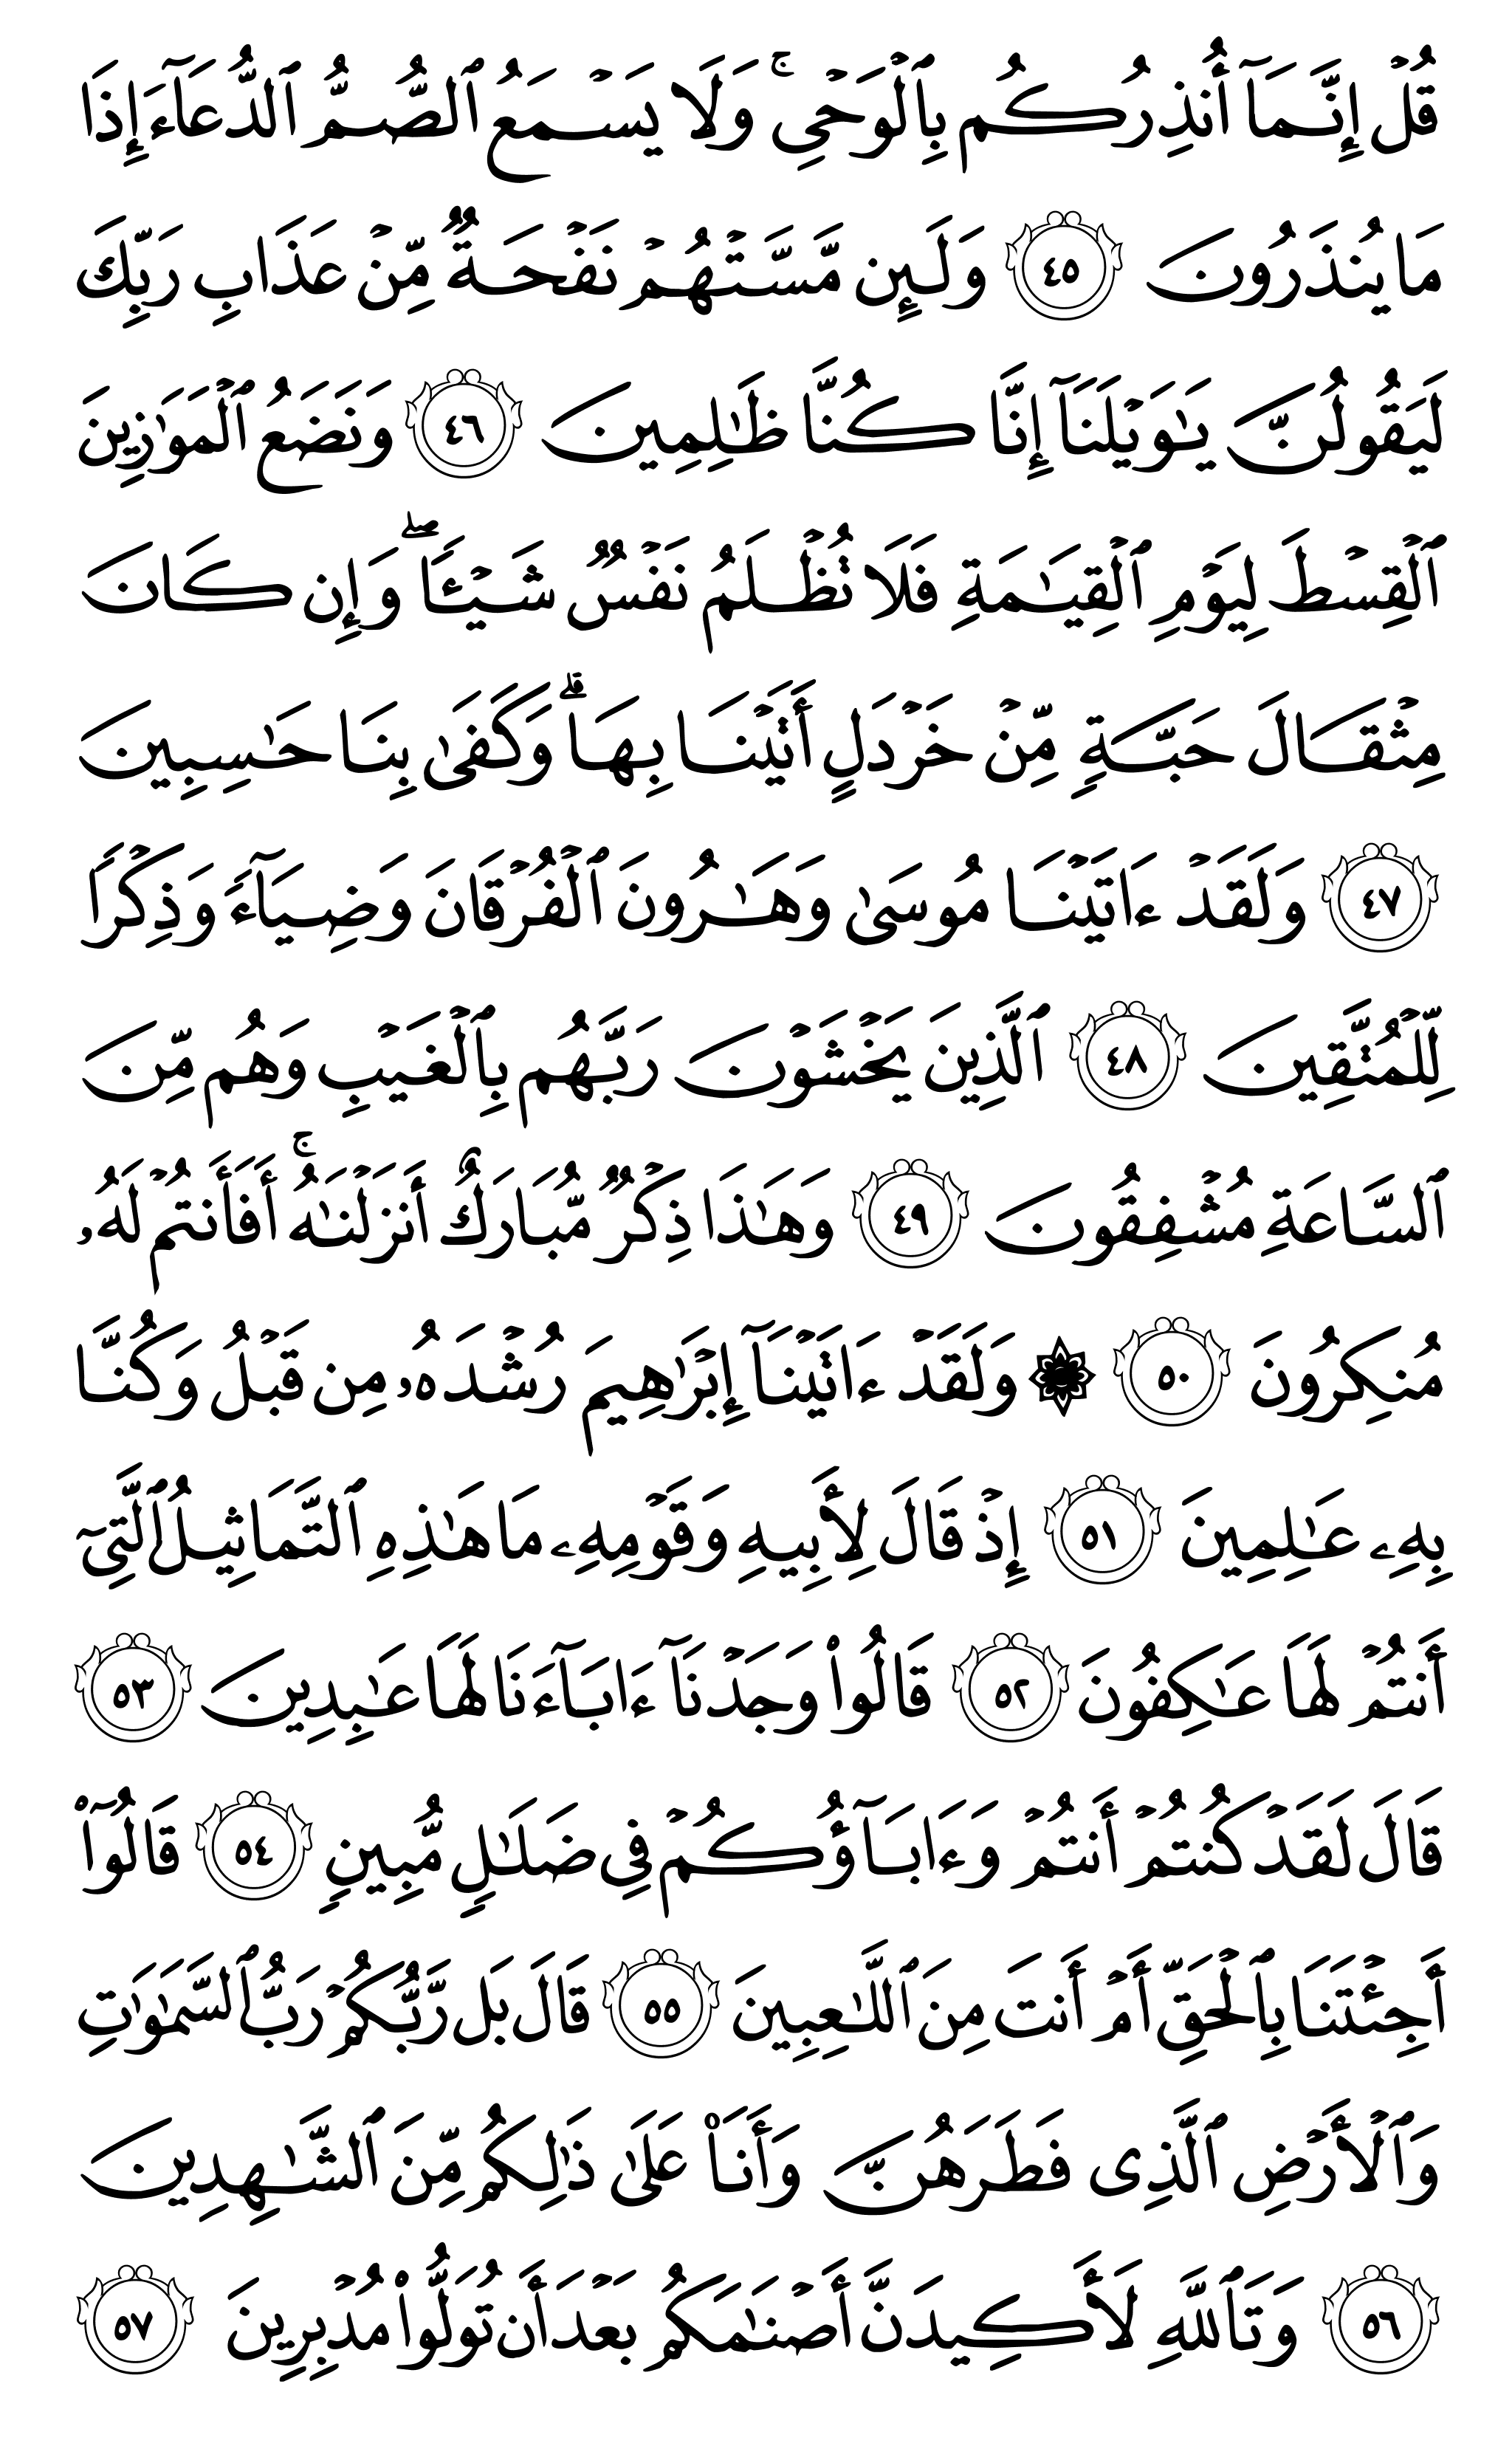 قُلْ إِنَّمَآ أُنذِرُكُم بِٱلْوَحْىِ ۚ وَلَا يَسْمَعُ ٱلصُّمُّ ٱلدُّعَآءَ إِذَا
مَا يُنذَرُونَ ٤٥ وَلَئِن مَّسَّتْهُمْ نَفْحَةٌ مِّنْ عَذَابِ رَبِّكَ
لَيَقُولُنَّ يَـٰوَيْلَنَآ إِنَّا كُنَّا ظَـٰلِمِينَ ٤٦ وَنَضَعُ ٱلْمَوَٰزِينَ
ٱلْقِسْطَ لِيَوْمِ ٱلْقِيَـٰمَةِ فَلَا تُظْلَمُ نَفْسٌ شَيْـًٔا ۖ وَإِن كَانَ
مِثْقَالَ حَبَّةٍ مِّنْ خَرْدَلٍ أَتَيْنَا بِهَا ۗ وَكَفَىٰ بِنَا حَـٰسِبِينَ
٤٧ وَلَقَدْ ءَاتَيْنَا مُوسَىٰ وَهَـٰرُونَ ٱلْفُرْقَانَ وَضِيَآءً وَذِكْرًا
لِّلْمُتَّقِينَ ٤٨ ٱلَّذِينَ يَخْشَوْنَ رَبَّهُم بِٱلْغَيْبِ وَهُم مِّنَ
ٱلسَّاعَةِ مُشْفِقُونَ ٤٩ وَهَـٰذَا ذِكْرٌ مُّبَارَكٌ أَنزَلْنَـٰهُ ۚ أَفَأَنتُمْ لَهُۥ
مُنكِرُونَ ٥٠ ۞ وَلَقَدْ ءَاتَيْنَآ إِبْرَٰهِيمَ رُشْدَهُۥ مِن قَبْلُ وَكُنَّا
بِهِۦ عَـٰلِمِينَ ٥١ إِذْ قَالَ لِأَبِيهِ وَقَوْمِهِۦ مَا هَـٰذِهِ ٱلتَّمَاثِيلُ ٱلَّتِىٓ
أَنتُمْ لَهَا عَـٰكِفُونَ ٥٢ قَالُوا۟ وَجَدْنَآ ءَابَآءَنَا لَهَا عَـٰبِدِينَ ٥٣
قَالَ لَقَدْ كُنتُمْ أَنتُمْ وَءَابَآؤُكُمْ فِى ضَلَـٰلٍ مُّبِينٍ ٥٤ قَالُوٓا۟
أَجِئْتَنَا بِٱلْحَقِّ أَمْ أَنتَ مِنَ ٱللَّـٰعِبِينَ ٥٥ قَالَ بَل رَّبُّكُمْ رَبُّ ٱلسَّمَـٰوَٰتِ
وَٱلْأَرْضِ ٱلَّذِى فَطَرَهُنَّ وَأَنَا۠ عَلَىٰ ذَٰلِكُم مِّنَ ٱلشَّـٰهِدِينَ
٥٦ وَتَٱللَّهِ لَأَكِيدَنَّ أَصْنَـٰمَكُم بَعْدَ أَن تُوَلُّوا۟ مُدْبِرِينَ ٥٧